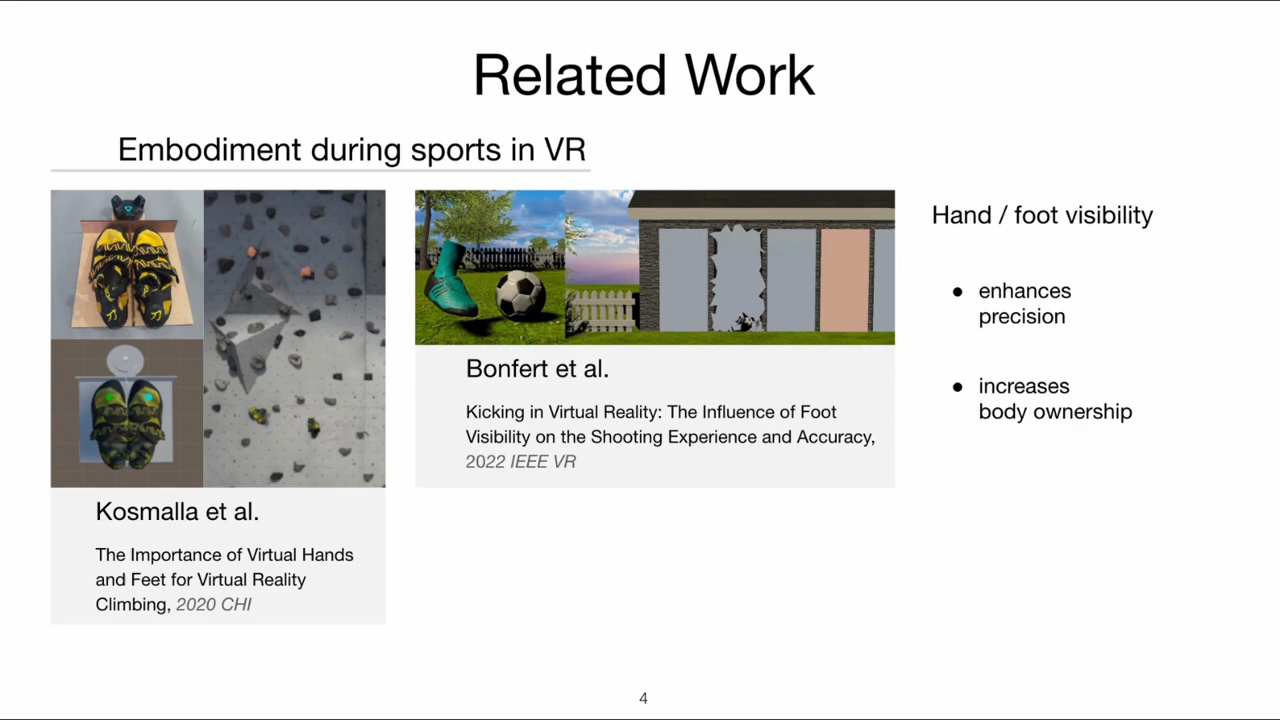 Related Work
Embodiment during sports in VR
Kosmalla et al.
The Importance of Virtual Hands
and Feet for Virtual Reality
Climbing, 2020 CHI
Bonfert et al.
Kicking in Virtual Reality: The Influence of Foot
Visibility on the Shooting Experience and Accuracy,
2022 IEEE VR
Hand / foot visibility
● enhances
precision
● increases
body ownership
4